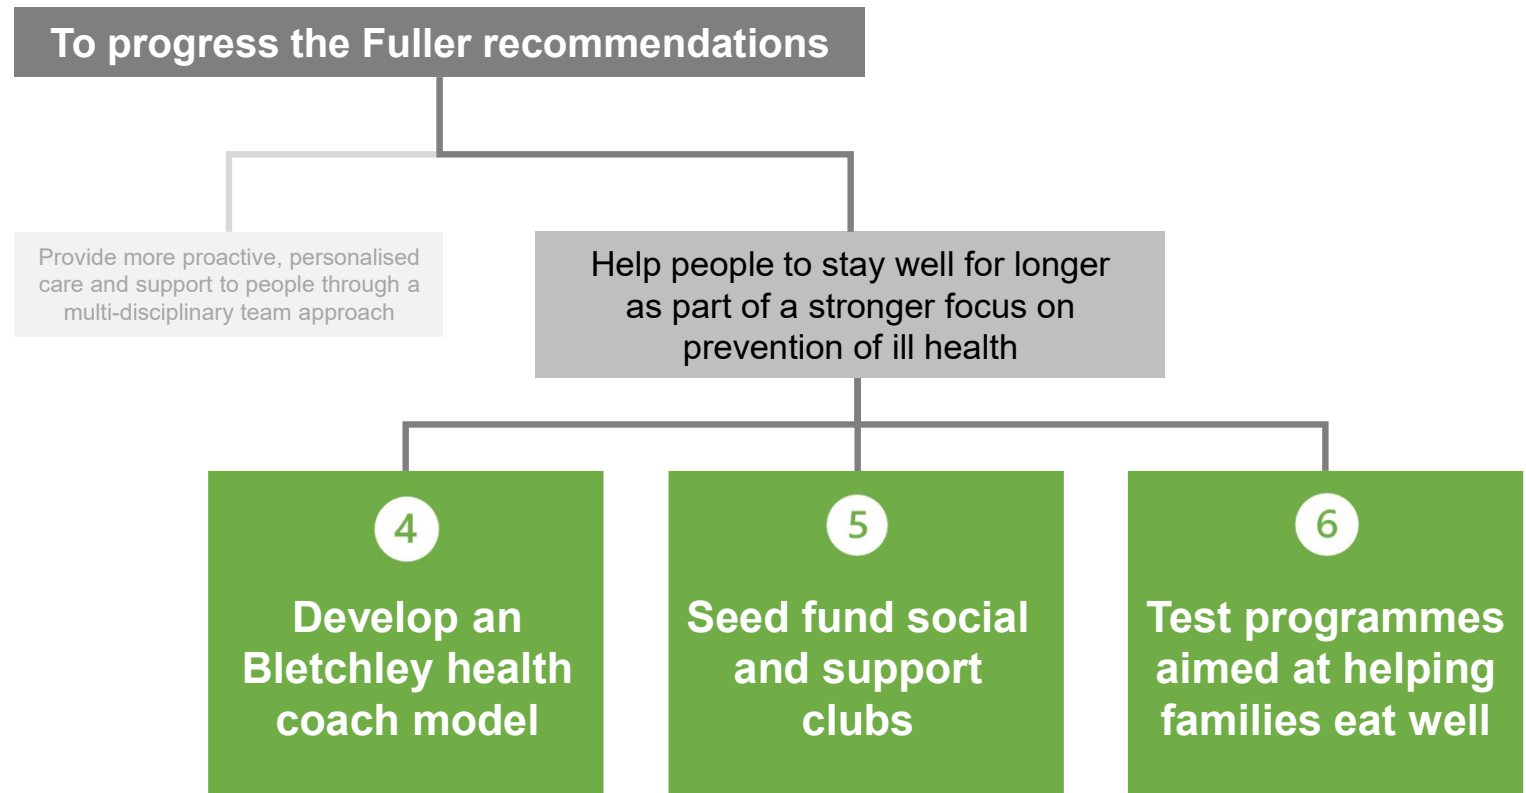 To progress the Fuller recommendations
Provide more proactive, personalised
care and support to people through a
multi-disciplinary team approach
Help people to stay well for longer
as part of a stronger focus on
prevention of ill health
4
Develop an
Bletchley health
coach model
5
Seed fund social
and support
clubs
6
Test programmes
aimed at helping
families eat well